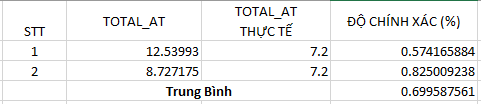 STT TOTAL_AT TOTAL_AT THỰC TẾ ĐỘ CHÍNH XÁC (%)
1 12.53993 7.2 0.574165884
2 8.727175 7.2 0.825009238
Trung Bình 0.699587561